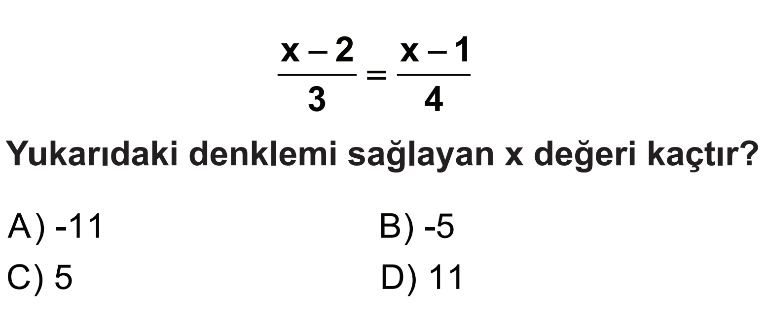 x – 2 / 3 = x – 1 / 4
Yukarıdaki denklemi sağlayan x değeri kaçtır?
A) -11 B) -5
C) 5 D) 11